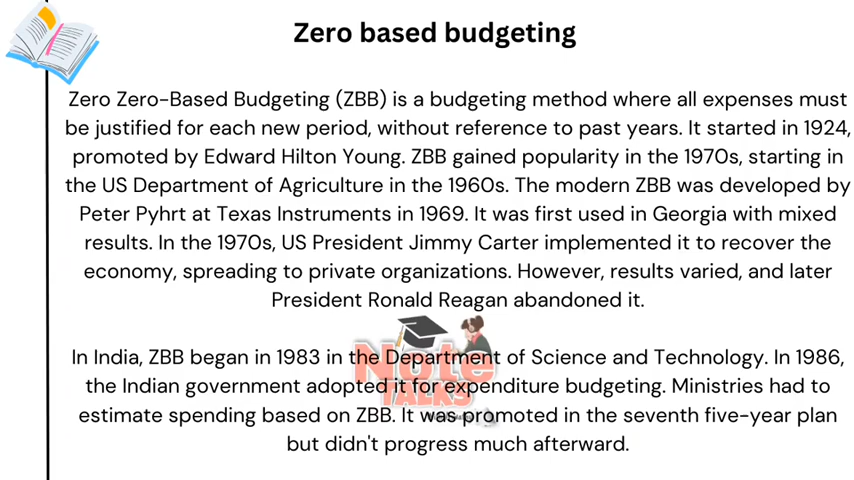 Zero based budgeting
Zero Zero-Based Budgeting (ZBB) is a budgeting method where all expenses must
be justified for each new period, without reference to past years. It started in 1924,
promoted by Edward Hilton Young. ZBB gained popularity in the 1970s, starting in
the US Department of Agriculture in the 1960s. The modern ZBB was developed by
Peter Pyhrt at Texas Instruments in 1969. It was first used in Georgia with mixed
results. In the 1970s, US President Jimmy Carter implemented it to recover the
economy, spreading to private organizations. However, results varied, and later
President Ronald Reagan abandoned it.
In India, ZBB began in 1983 in the Department of Science and Technology. In 1986,
the Indian government adopted it for expenditure budgeting. Ministries had to
estimate spending based on ZBB. It was promoted in the seventh five-year plan
but didn't progress much afterward.
Note
TALKS